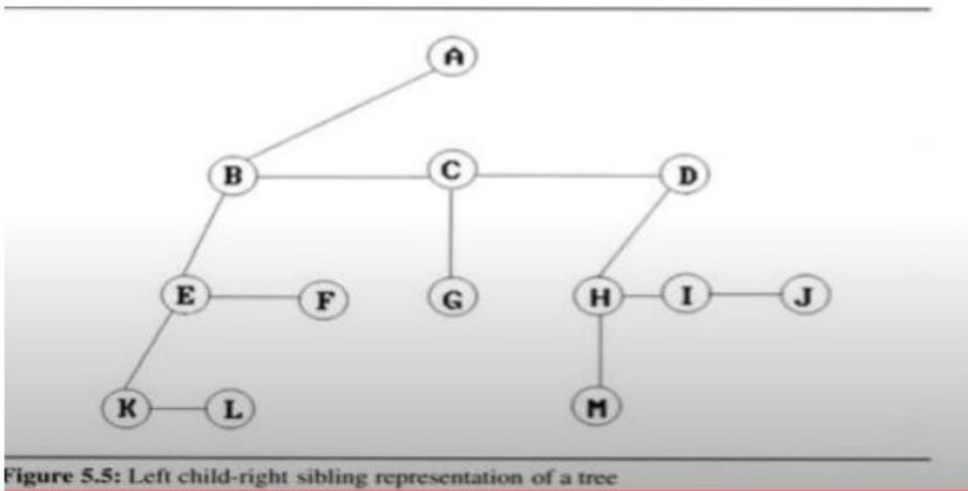 A
B C D
E F G H I J
K L M
Figure 5.5: Left child-right sibling representation of a tree